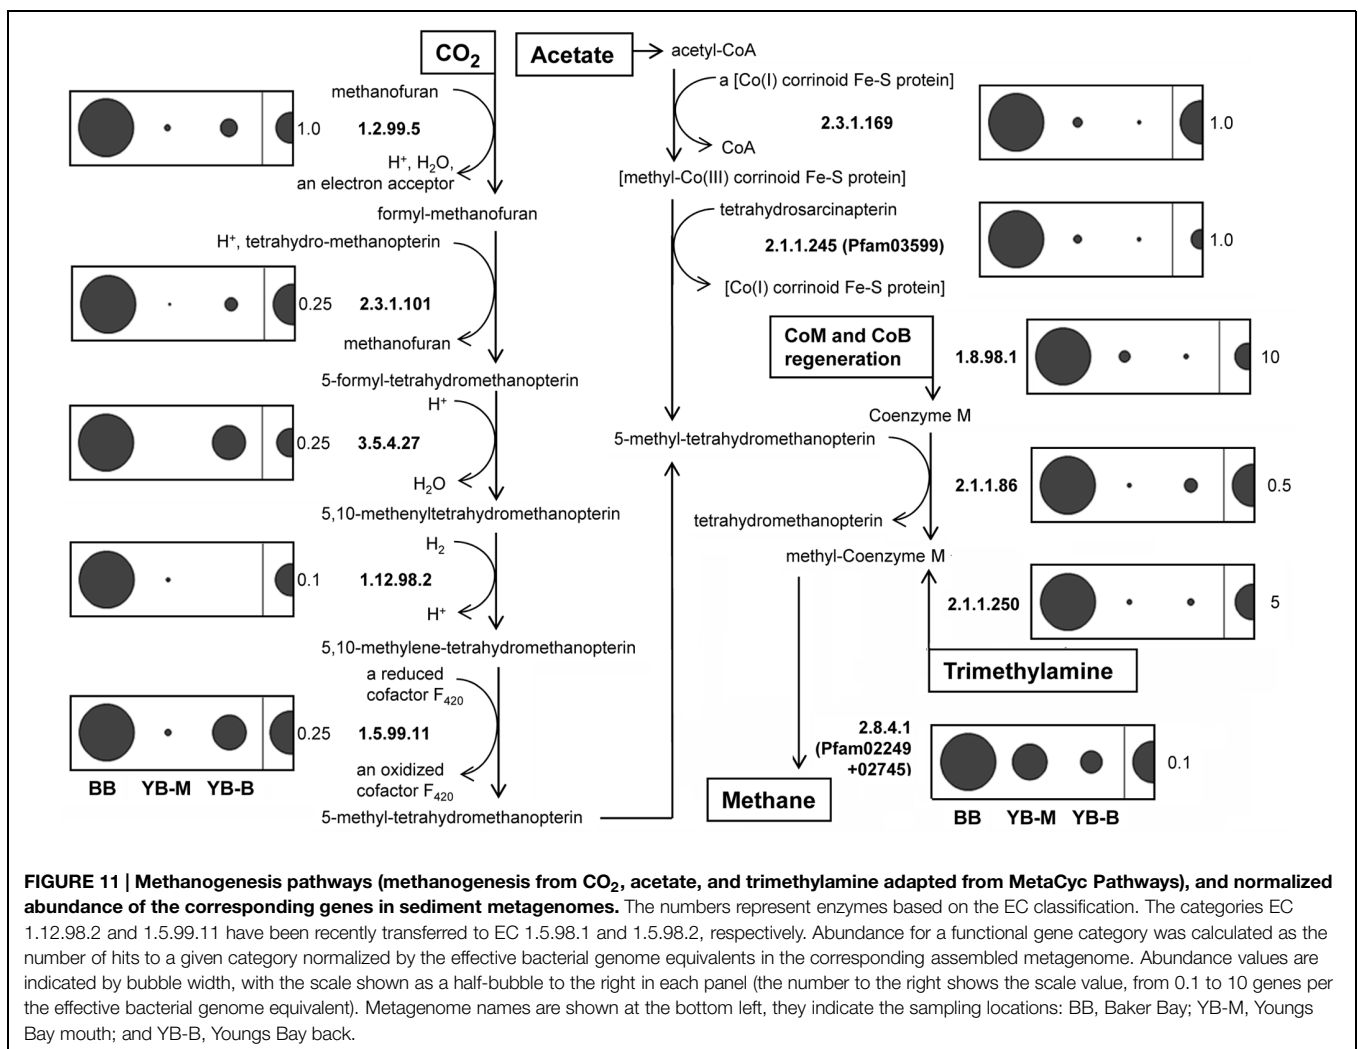 CO2
Acetate
acetyl-CoA
methanofuran
a [Co(I) corrinoid Fe-S protein]
1.0
1.2.99.5
2.3.1.169
1.0
CoA
H+, H2O,
an electron acceptor
[methyl-Co(III) corrinoid Fe-S protein]
formyl-methanofuran
tetrahydrosarcinapterin
H+, tetrahydro-methanopterin
2.1.1.245 (Pfam03599)
1.0
[Co(I) corrinoid Fe-S protein]
0.25
2.3.1.101
methanofuran
CoM and CoB
regeneration
1.8.98.1
10
5-formyl-tetrahydromethanopterin
H+
Coenzyme M
0.25
3.5.4.27
5-methyl-tetrahydromethanopterin
H2O
2.1.1.86
0.5
5,10-methenyltetrahydromethanopterin
tetrahydromethanopterin
H2
methyl-Coenzyme M
0.1
1.12.98.2
H+
2.1.1.250
5
5,10-methylene-tetrahydromethanopterin
Trimethylamine
a reduced
cofactor F420
0.25
1.5.99.11
2.8.4.1
(Pfam02249
+02745)
0.1
an oxidized
cofactor F420
BB YB-M YB-B
Methane
5-methyl-tetrahydromethanopterin
BB YB-M YB-B
FIGURE 11 | Methanogenesis pathways (methanogenesis from CO2, acetate, and trimethylamine adapted from MetaCyc Pathways), and normalized
abundance of the corresponding genes in sediment metagenomes. The numbers represent enzymes based on the EC classification. The categories EC
1.12.98.2 and 1.5.99.11 have been recently transferred to EC 1.5.98.1 and 1.5.98.2, respectively. Abundance for a functional gene category was calculated as the
number of hits to a given category normalized by the effective bacterial genome equivalents in the corresponding assembled metagenome. Abundance values are
indicated by bubble width, with the scale shown as a half-bubble to the right in each panel (the number to the right shows the scale value, from 0.1 to 10 genes per
the effective bacterial genome equivalent). Metagenome names are shown at the bottom left, they indicate the sampling locations: BB, Baker Bay; YB-M, Youngs
Bay mouth; and YB-B, Youngs Bay back.